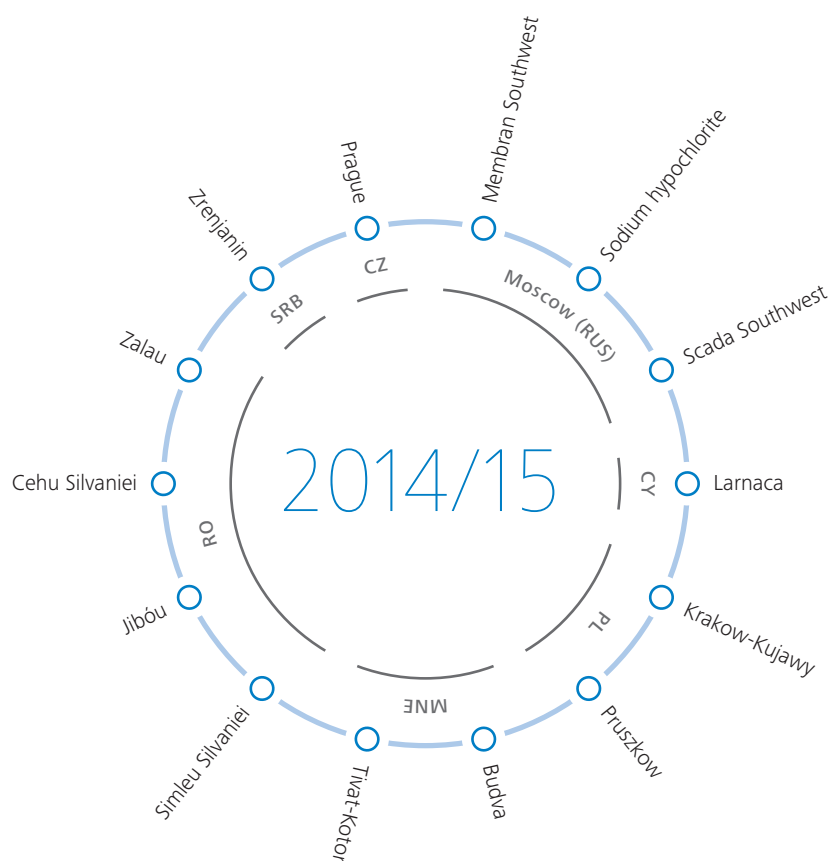 Membran Southwest
Sodium hypochlorite
Scada Southwest
Larnaca
Krakow-Kujawy
Pruszkow
Budva
Tivat-Kotor
Simleu Silvaniei
Jibóu
Cehu Silvaniei
Zalau
Zrenjanin
Prague
Moscow (RUS)
CY
PL
MNE
RO
SRB
CZ
2014/15